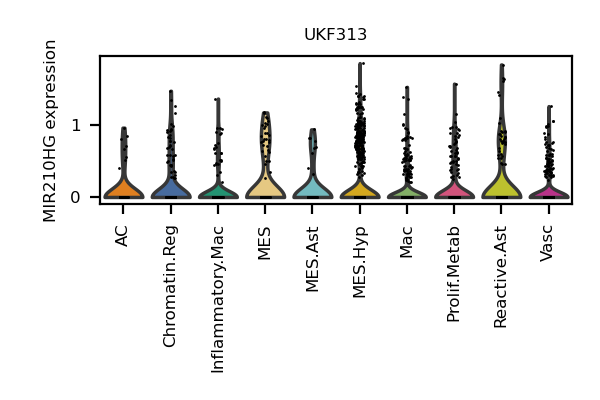 UKF313
MIR210HG expression
1
0
AC
Chromatin.Reg
Inflammatory.Mac
MES
MES.Ast
MES.Hyp
Mac
Prolif.Metab
Reactive.Ast
Vasc